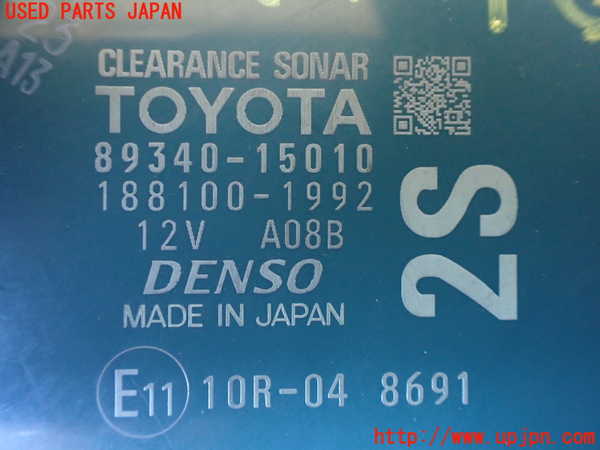 USED PARTS JAPAN
A13
CLEARANCE SONAR
TOYOTA
89340-15010
188100-1992
12V A08B
2S
DENSO
MADE IN JAPAN
E11 10R-04 8691
http://www.upjpn.com